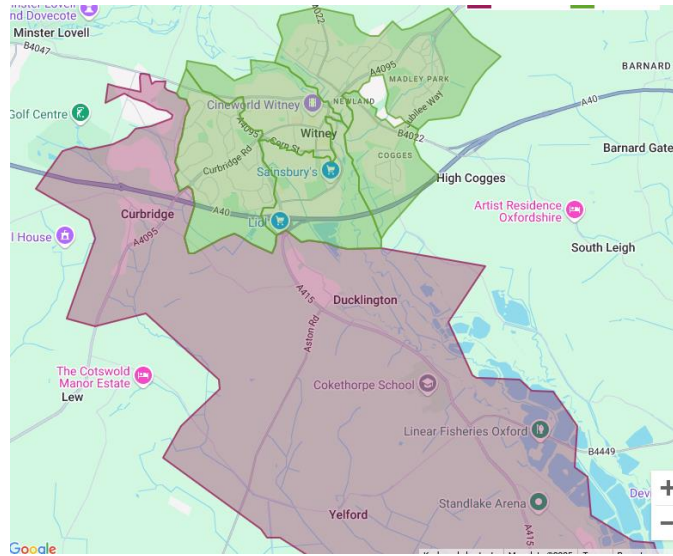 nd Dovecote
Minster Lovell
B4047
A4022
A4095
MADLEY PARK
BARNARD
Cineworld Witney
NEWLAND
Jubilee Way
A40
Golf Centre
A4095
Corn St
Witney
B4022
Curbridge Rd
COGGES
Barnard Gate
Sainsbury's
High Cogges
Curbridge
A40
Lidl
Artist Residence
Oxfordshire
l House
A4095
South Leigh
A415
Ducklington
Aston Rd
The Cotswold
Manor Estate
Lew
Cokethorpe School
Linear Fisheries Oxford
B4449
Standlake Arena
Yelford
A415
Google